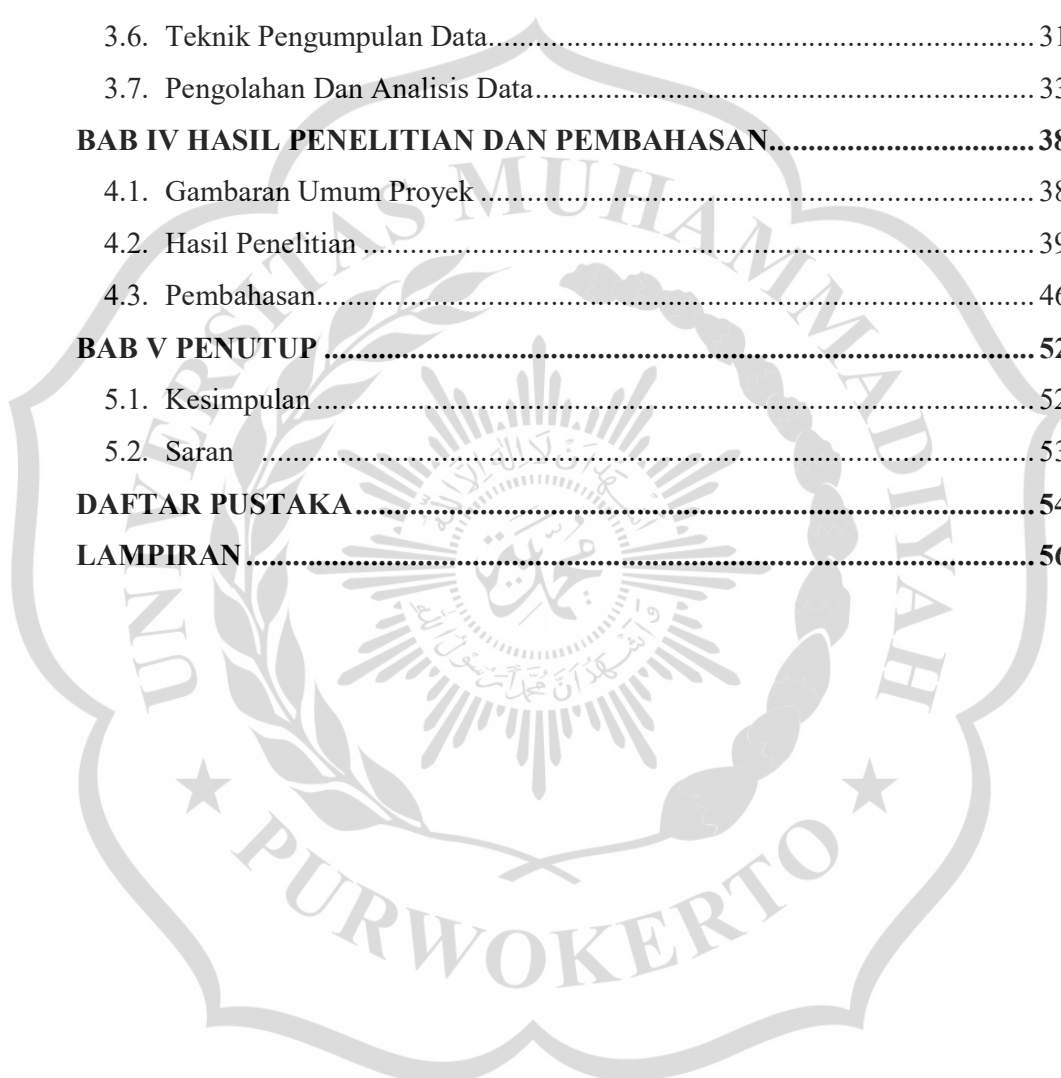 3.6. Teknik Pengumpulan Data.................................................................................. 31
3.7. Pengolahan Dan Analisis Data............................................................................ 33
BAB IV HASIL PENELITIAN DAN PEMBAHASAN................................ 38
4.1. Gambaran Umum Proyek .................................................................................. 38
4.2. Hasil Penelitian .................................................................................................. 39
4.3. Pembahasan........................................................................................................ 46
BAB V PENUTUP ......................................................................................... 52
5.1. Kesimpulan ........................................................................................................ 52
5.2. Saran .................................................................................................................. 53
DAFTAR PUSTAKA..................................................................................... 54
LAMPIRAN................................................................................................... 56
UNIVERSITAS MUHAMMADIYAH
PURWOKERTO